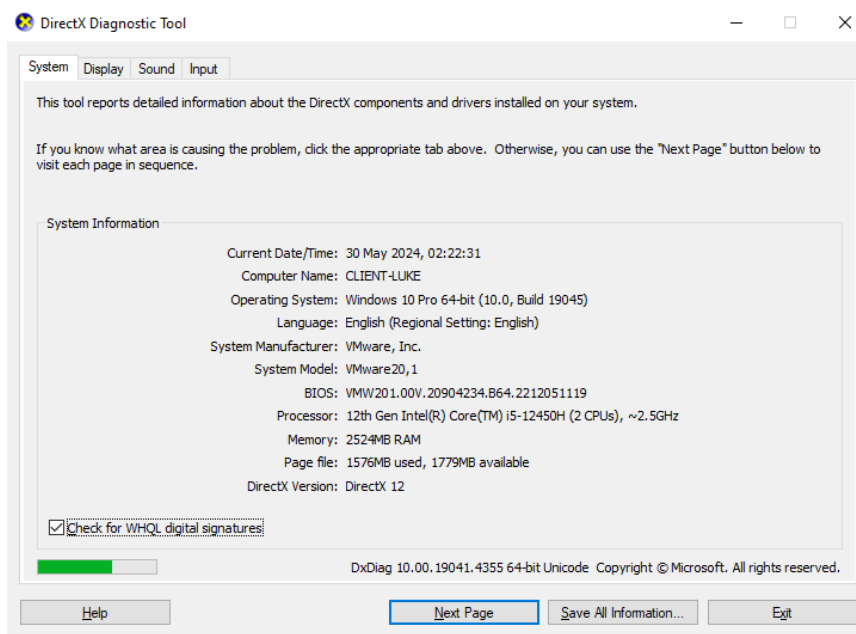 DirectX Diagnostic Tool
System Display Sound Input
This tool reports detailed information about the DirectX components and drivers installed on your system.
If you know what area is causing the problem, click the appropriate tab above.  Otherwise, you can use the "Next Page" button below to
visit each page in sequence.
System Information
Current Date/Time: 30 May 2024, 02:22:31
Computer Name: CLIENT-LUKE
Operating System: Windows 10 Pro 64-bit (10.0, Build 19045)
Language: English (Regional Setting: English)
System Manufacturer: VMware, Inc.
System Model: VMware20,1
BIOS: VMW201.00V.20904234.B64.2212051119
Processor: 12th Gen Intel(R) Core(TM) i5-12450H (2 CPUs), ~2.5GHz
Memory: 2524MB RAM
Page file: 1576MB used, 1779MB available
DirectX Version: DirectX 12
Check for WHQL digital signatures
DxDiag 10.00.19041.4355 64-bit Unicode  Copyright © Microsoft. All rights reserved.
Help Next Page Save All Information... Exit